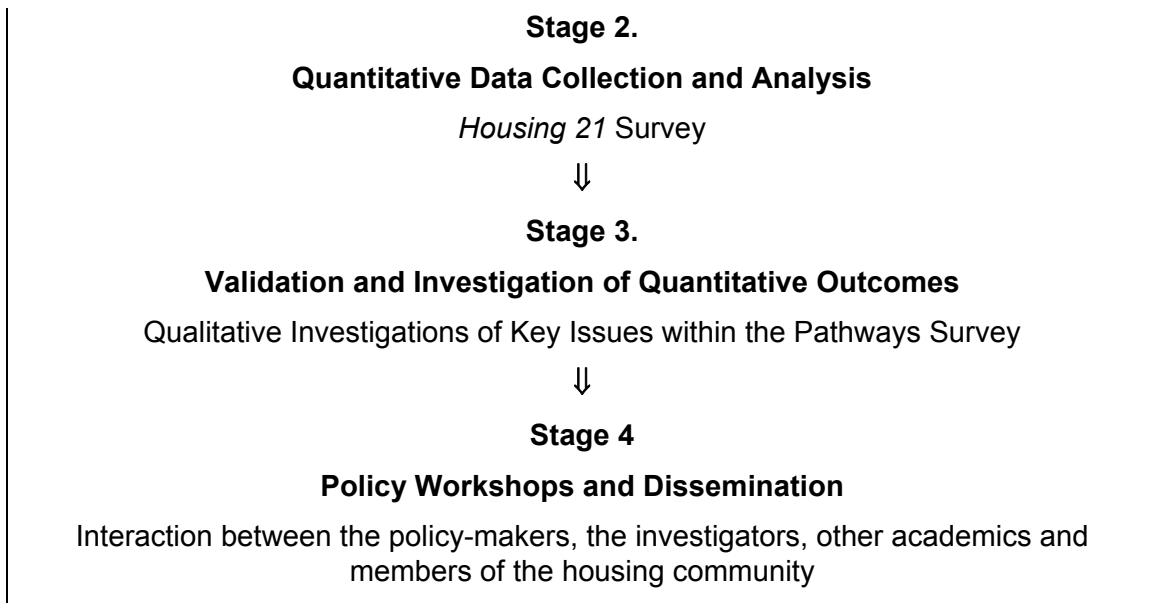 Stage 2.
Quantitative Data Collection and Analysis
Housing 21 Survey
⇓
Stage 3.
Validation and Investigation of Quantitative Outcomes
Qualitative Investigations of Key Issues within the Pathways Survey
⇓
Stage 4
Policy Workshops and Dissemination
Interaction between the policy-makers, the investigators, other academics and
members of the housing community